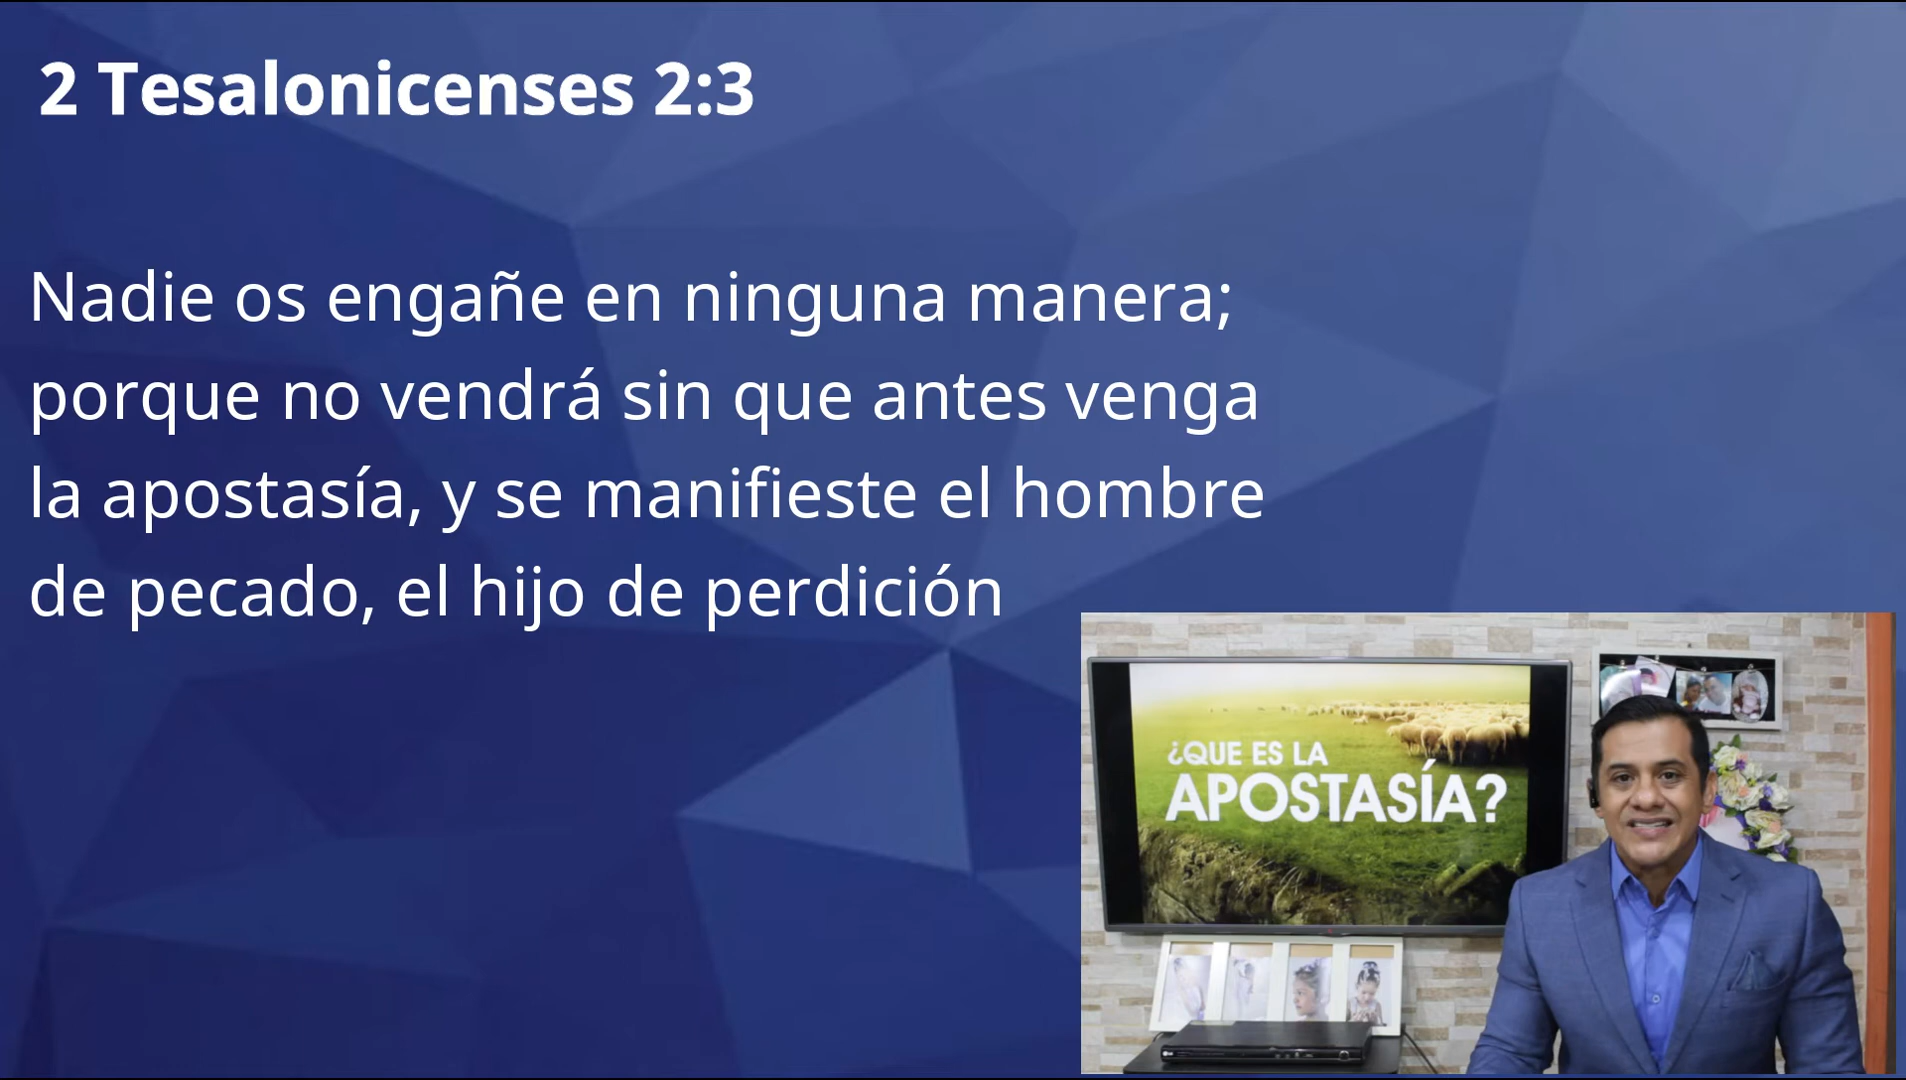 2 Tesalonicenses 2:3
Nadie os engañe en ninguna manera;
porque no vendrá sin que antes venga
la apostasía, y se manifieste el hombre
de pecado, el hijo de perdición
¿QUE ES LA
APOSTASÍA?